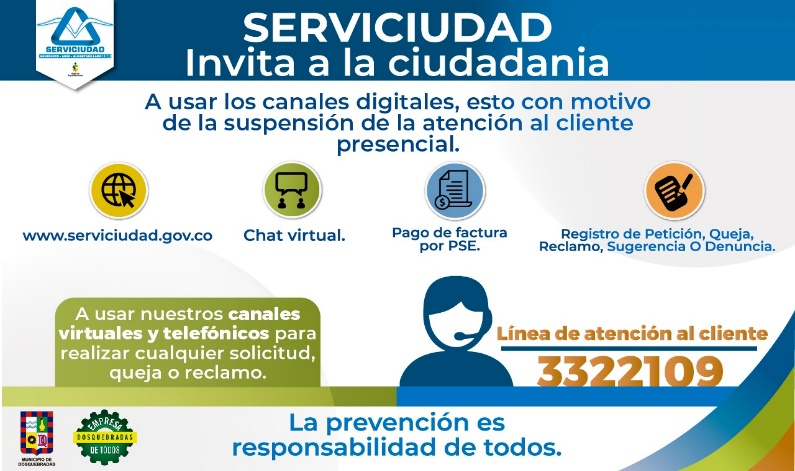 SERVICIUDAD
SERVICIUDAD
Invita a la ciudadania
A usar los canales digitales, esto con motivo
de la suspensión de la atención al cliente
presencial.
www.serviciudad.gov.co
Chat virtual.
Pago de factura
por PSE.
Registro de Petición, Queja,
Reclamo, Sugerencia O Denuncia.
A usar nuestros canales
virtuales y telefónicos para
realizar cualquier solicitud,
queja o reclamo.
Línea de atención al cliente
3322109
MUNICIPIO DE
DOSQUEBRADAS
EMPRESA
DOSQUEBRADAS
DE TODOS
La prevención es
responsabilidad de todos.